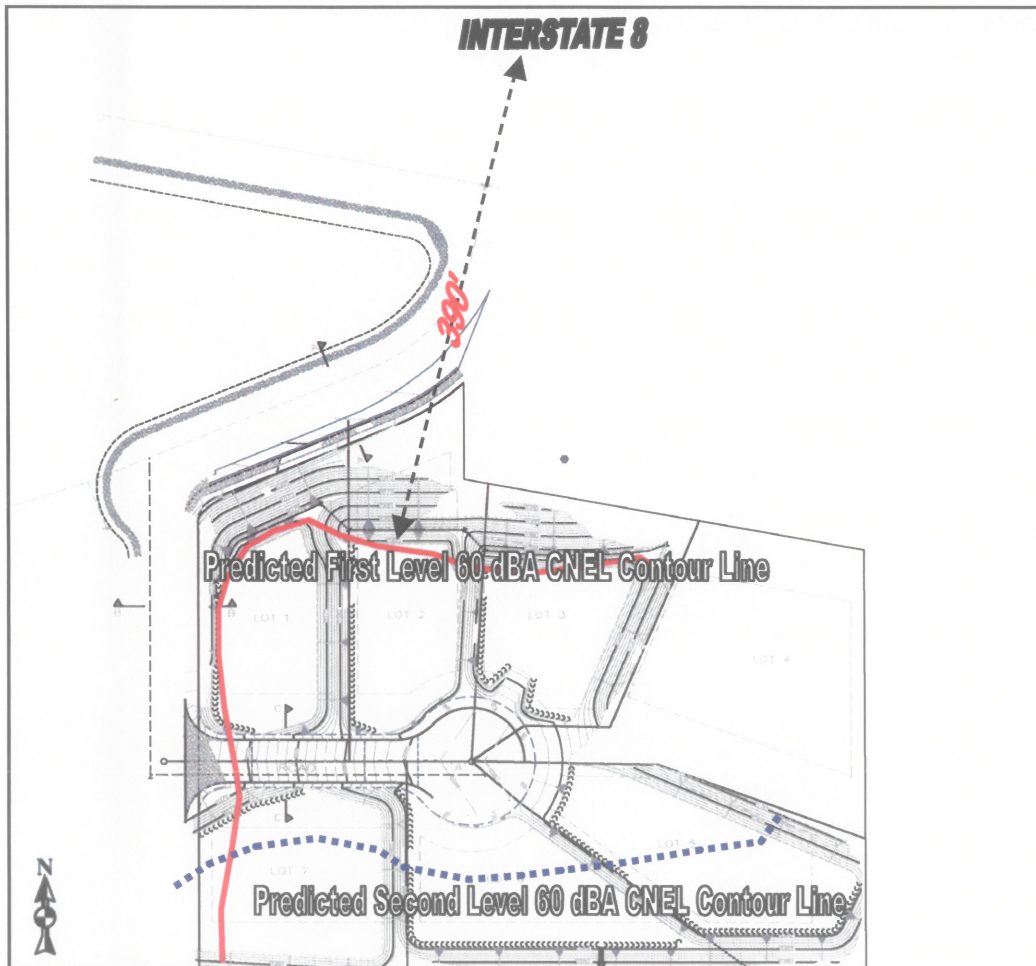 INTERSTATE 8
390'
Predicted First Level 60 dBA CNEL Contour Line
B
B
LOT 1
LOT 2
LOT 3
LOT 4
C
ROAD
A
C
LOT 5
LOT 7
Predicted Second Level 60 dBA CNEL Contour Line
N